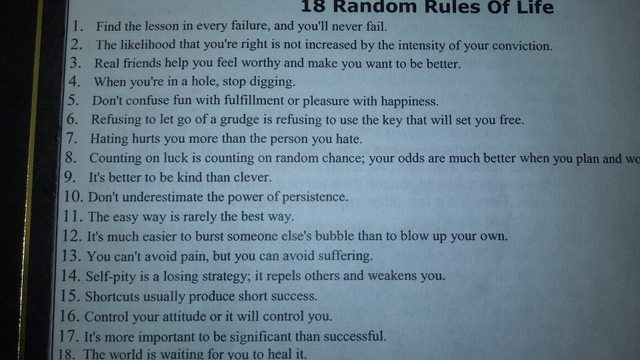 18 Random Rules Of Life
1. Find the lesson in every failure, and you'll never fail.
2. The likelihood that you're right is not increased by the intensity of your conviction.
3. Real friends help you feel worthy and make you want to be better.
4. When you're in a hole, stop digging.
5. Don't confuse fun with fulfillment or pleasure with happiness.
6. Refusing to let go of a grudge is refusing to use the key that will set you free.
7. Hating hurts you more than the person you hate.
8. Counting on luck is counting on random chance; your odds are much better when you plan and
9. It's better to be kind than clever.
10. Don't underestimate the power of persistence.
11. The easy way is rarely the best way.
12. It's much easier to burst someone else's bubble than to blow up your own.
13. You can't avoid pain, but you can avoid suffering.
14. Self-pity is a losing strategy; it repels others and weakens you.
15. Shortcuts usually produce short success.
16. Control your attitude or it will control you.
17. It's more important to be significant than successful.
18. The world is waiting for you to heal it.